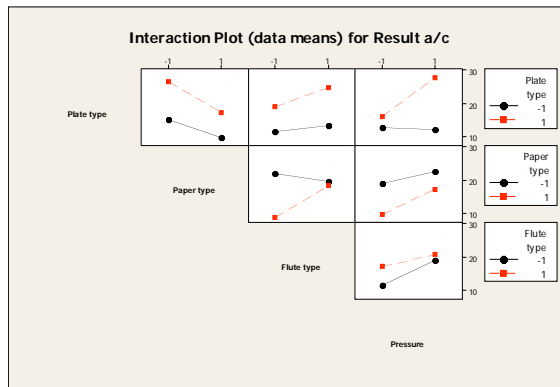 Interaction Plot (data means) for Result a/c
-1 1 -1 1 -1 1
Plate type
30
20
10
Plate
type
-1
1
Paper type
30
20
10
Paper
type
-1
1
Flute type
30
20
10
Flute
type
-1
1
Pressure